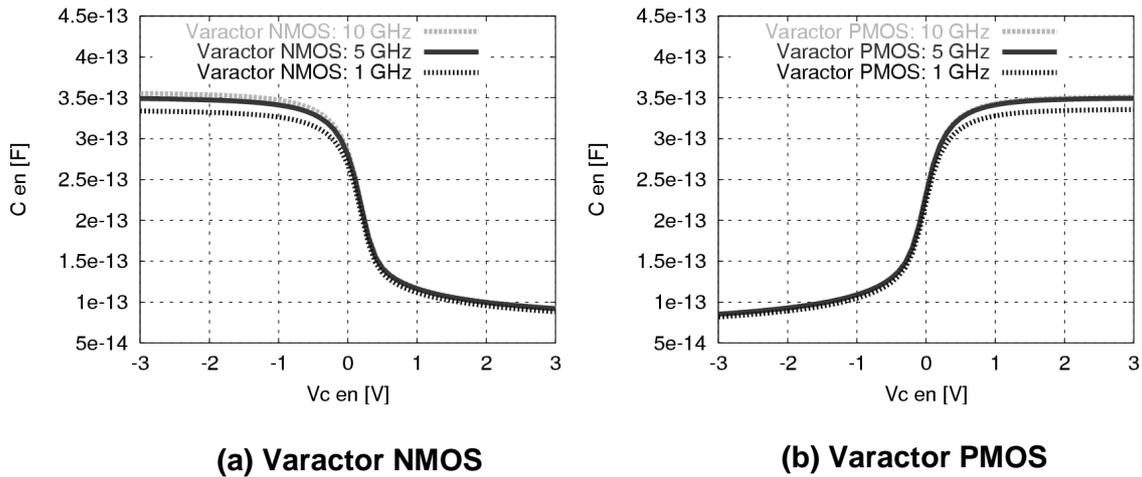 4.5e-13
4e-13
3.5e-13
3e-13
2.5e-13
2e-13
1.5e-13
1e-13
5e-14
C en [F]
Varactor NMOS: 10 GHz
Varactor NMOS: 5 GHz
Varactor NMOS: 1 GHz
-3 -2 -1 0 1 2 3
Vc en [V]
(a) Varactor NMOS
4.5e-13
4e-13
3.5e-13
3e-13
2.5e-13
2e-13
1.5e-13
1e-13
5e-14
C en [F]
Varactor PMOS: 10 GHz
Varactor PMOS: 5 GHz
Varactor PMOS: 1 GHz
-3 -2 -1 0 1 2 3
Vc en [V]
(b) Varactor PMOS